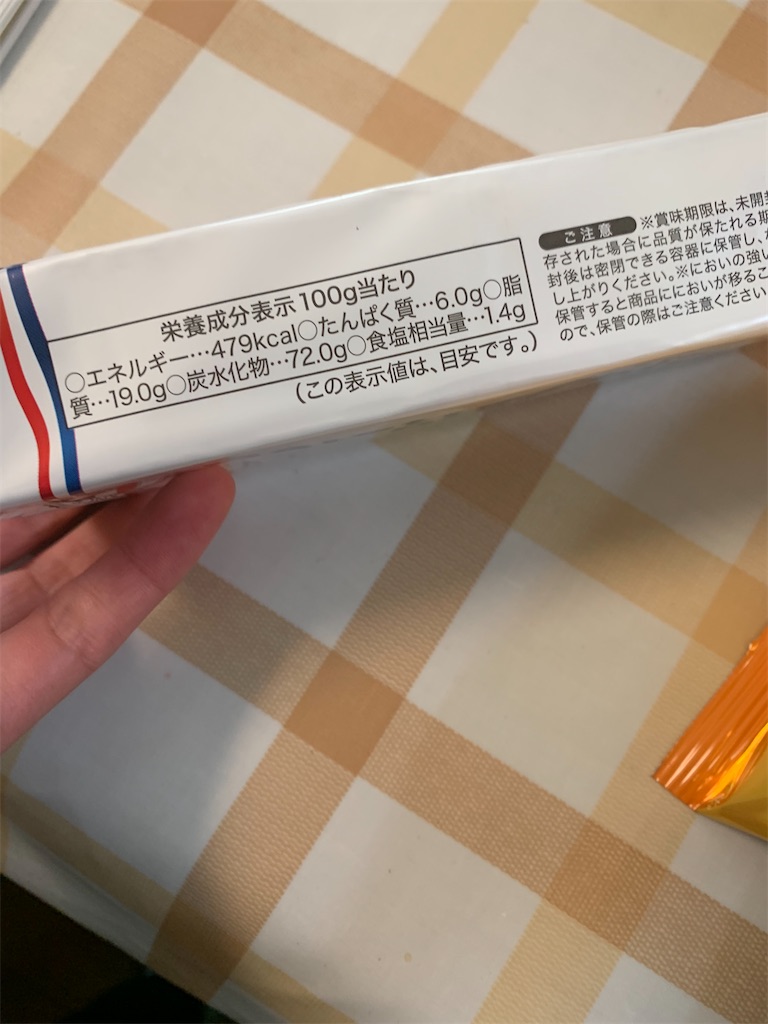 栄養成分表示100g当たり
○エネルギー…479kcal○たんぱく質…6.0g○脂
質…19.0g○炭水化物…72.0g○食塩相当量…1.4g
(この表示値は、目安です。)
ご注意 ※賞味期限は、未開封
存された場合に品質が保たれる期
封後は密閉できる容器に保管し、
し上がりください。※においの強い
保管すると商品ににおいが移るこ
ので、保管の際はご注意ください